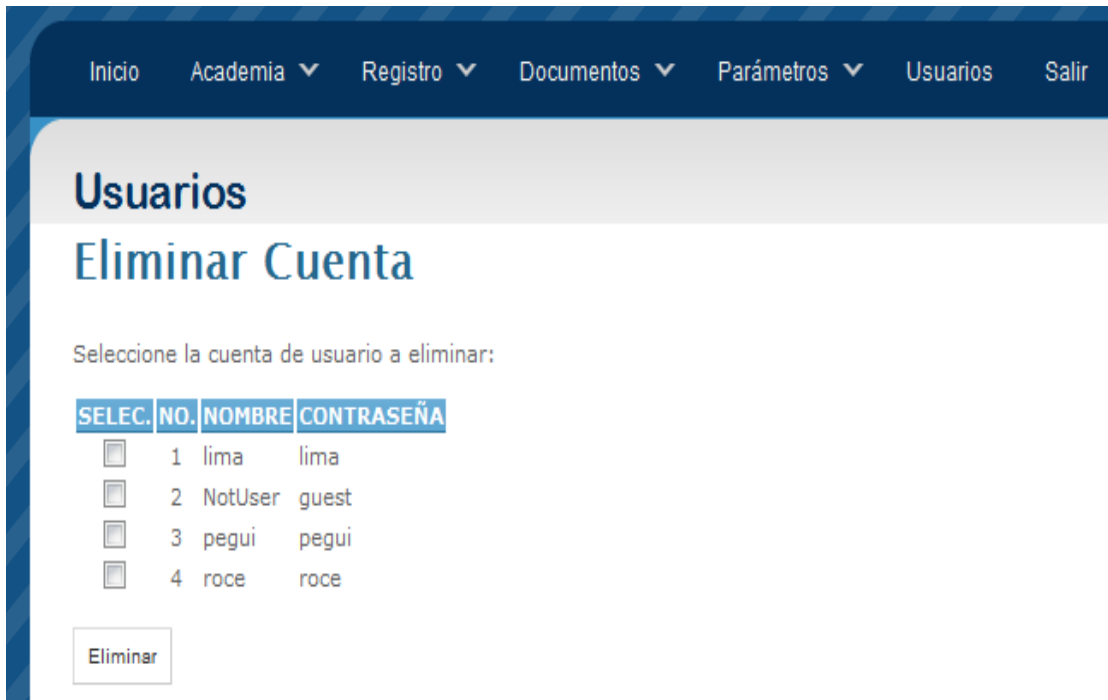 Inicio Academia Registro Documentos Parámetros Usuarios Salir
Usuarios
Eliminar Cuenta
Seleccione la cuenta de usuario a eliminar:
SELEC. NO. NOMBRE CONTRASEÑA
1 lima lima
2 NotUser guest
3 pegui pegui
4 roce roce
Eliminar